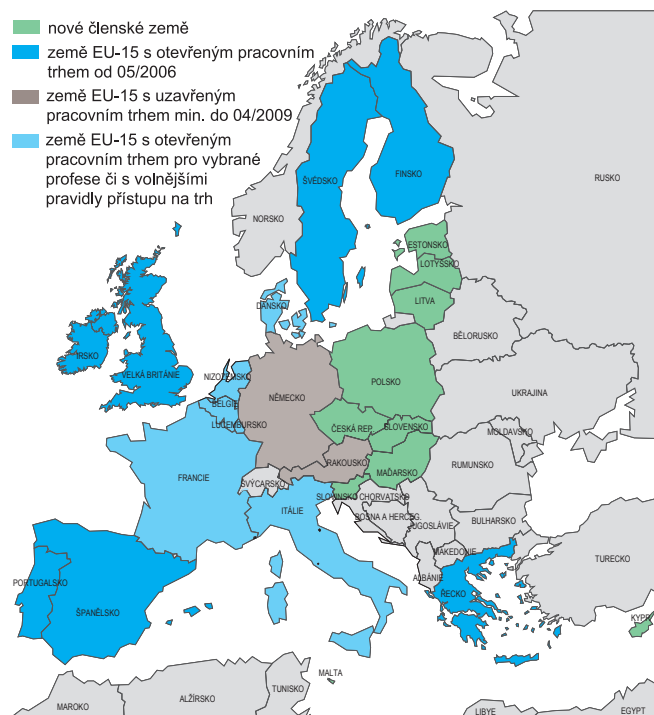 nové členské země
země EU-15 s otevřeným pracovním
trhem od 05/2006
země EU-15 s uzavřeným
pracovním trhem min. do 04/2009
země EU-15 s otevřeným
pracovním trhem pro vybrané
profese či s volnějšími
pravidly přístupu na trh
FINSKO
ŠVÉDSKO
RUSKO
NORSKO
ESTONSKO
LOTYŠSKO
LITVA
DÁNSKO
BĚLORUSKO
IRSKO
VELKÁ BRITÁNIE
NIZOZEMSKO
POLSKO
UKRAJINA
BELGIE
NĚMECKO
LUCEMBURSKO
ČESKÁ REP.
SLOVENSKO
MOLDAVSKO
RAKOUSKO
MAĎARSKO
RUMUNSKO
FRANCIE
ŠVÝCARSKO
SLOVINSKO
CHORVATSKO
ITÁLIE
BOSNA A HERCEG.
JUGOSLÁVIE
BULHARSKO
MAKEDONIE
TURECKO
ALBÁNIE
PORTUGALSKO
ŠPANĚLSKO
ŘECKO
KYPR
MALTA
TUNISKO
ALŽÍRSKO
MAROKO
LIBYE
EGYPT